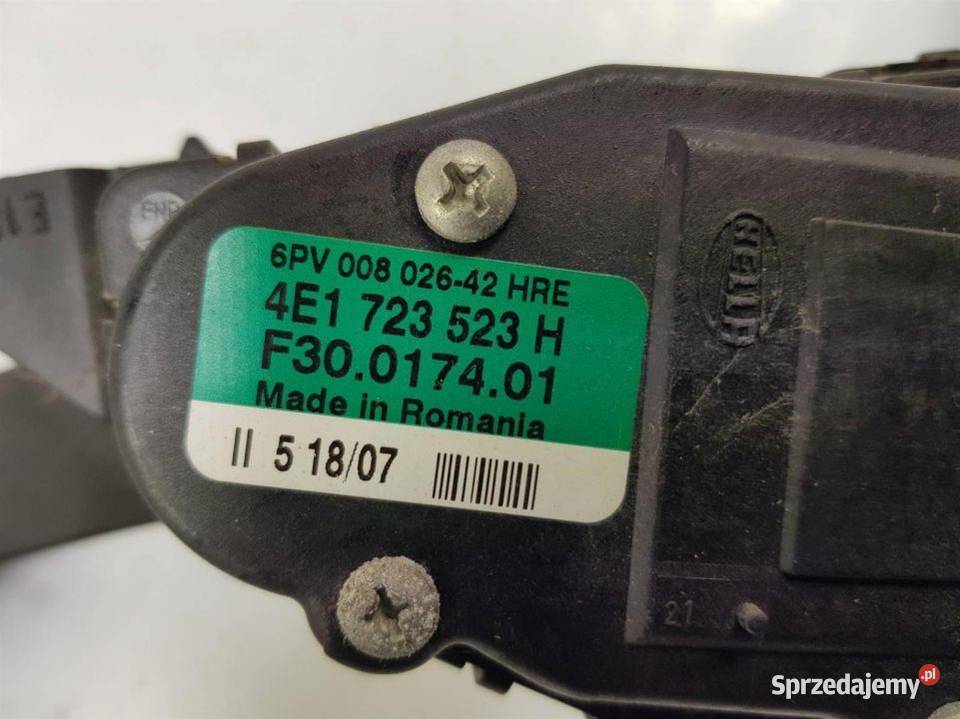 6PV 008 026-42 HRE
4E1 723 523 H
F30.0174.01
Made in Romania
II 5 18/07
HELLA
21
Sprzedajemy.pl